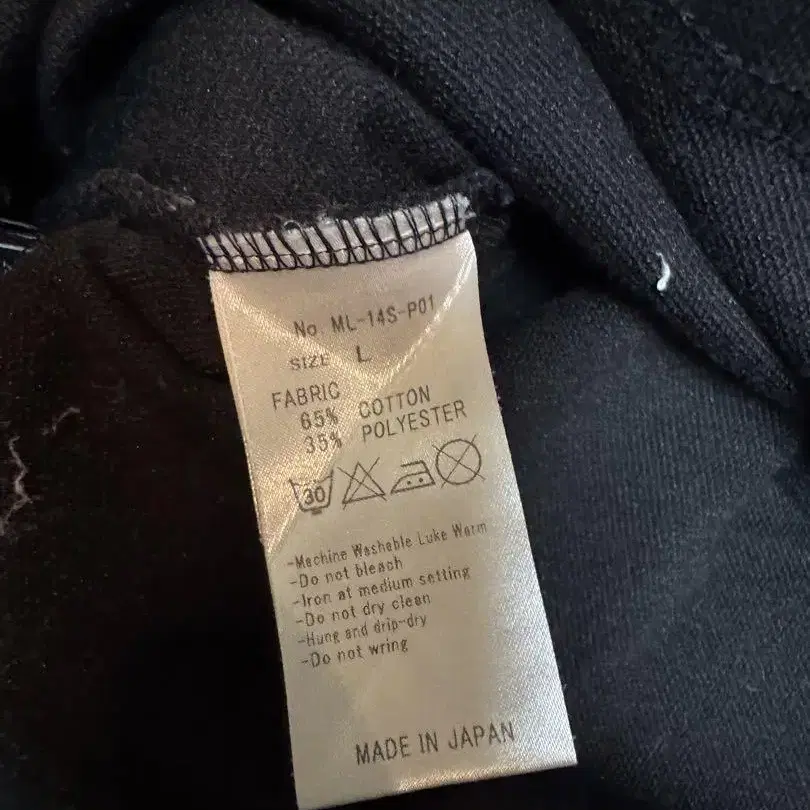 No. ML-14S-P01
SIZE L
FABRIC
65% COTTON
35% POLYESTER
30
-Machine Washable Luke Warm
-Do not bleach
-Iron at medium setting
-Do not dry clean
-Hung and drip-dry
-Do not wring
MADE IN JAPAN